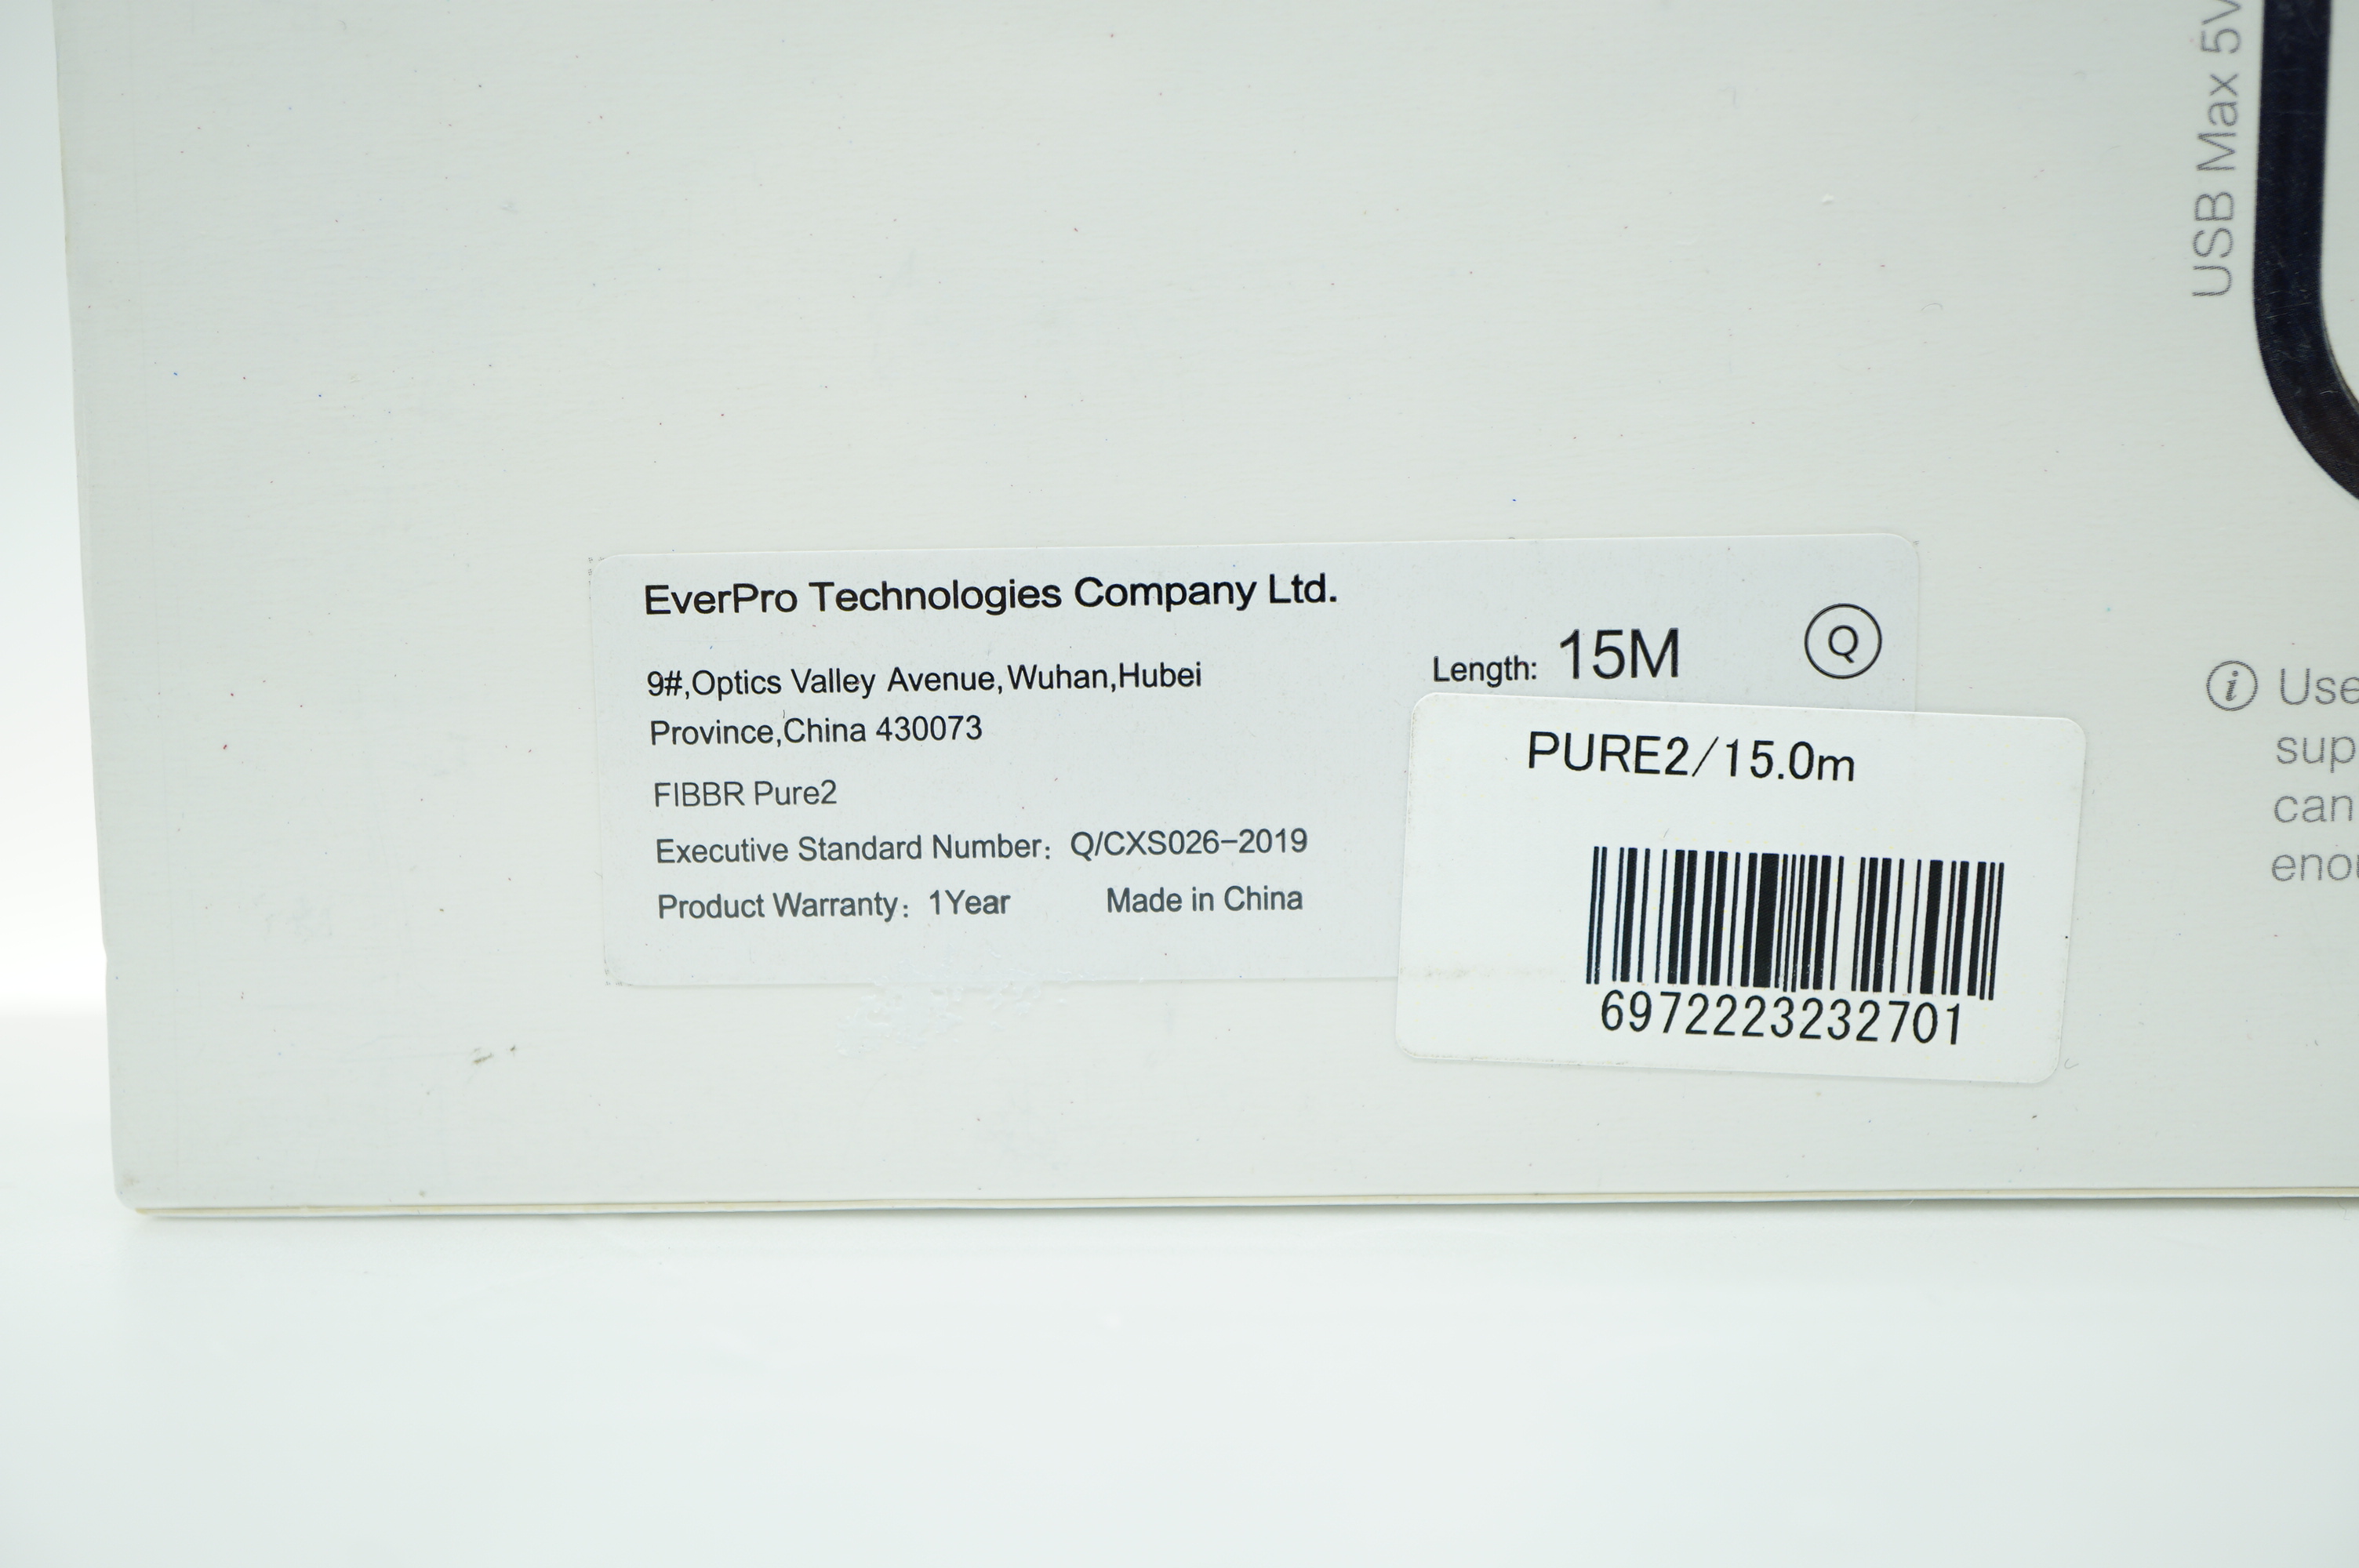 USB Max 5V
EverPro Technologies Company Ltd.
9#,Optics Valley Avenue,Wuhan,Hubei
Province,China 430073
FIBBR Pure2
Executive Standard Number: Q/CXS026-2019
Product Warranty: 1Year Made in China
Length: 15M
Q
PURE2/15.0m
6972223232701
i Use
sup
can